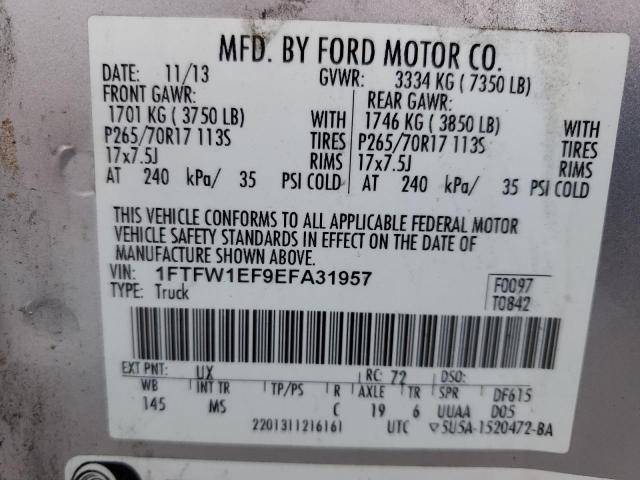 MFD. BY FORD MOTOR CO.
DATE: 11/13 GVWR: 3334 KG ( 7350 LB)
FRONT GAWR: REAR GAWR:
1701 KG ( 3750 LB) WITH 1746 KG ( 3850 LB) WITH
P265/70R17 113S TIRES P265/70R17 113S TIRES
17x7.5J RIMS 17x7.5J RIMS
AT 240 kPa/ 35 PSI COLD AT 240 kPa/ 35 PSI COLD
THIS VEHICLE CONFORMS TO ALL APPLICABLE FEDERAL MOTOR
VEHICLE SAFETY STANDARDS IN EFFECT ON THE DATE OF
MANUFACTURE SHOWN ABOVE.
VIN: 1FTFW1EF9EFA31957 F0097
TYPE: Truck T0842
EXT PNT: UX RC: 72 DSO:
WB INT TR TP/PS R AXLE TR SPR DF615
145 MS C 19 6 UUAA D05
2201311216161 UTC ▽5U5A-1520472-BA